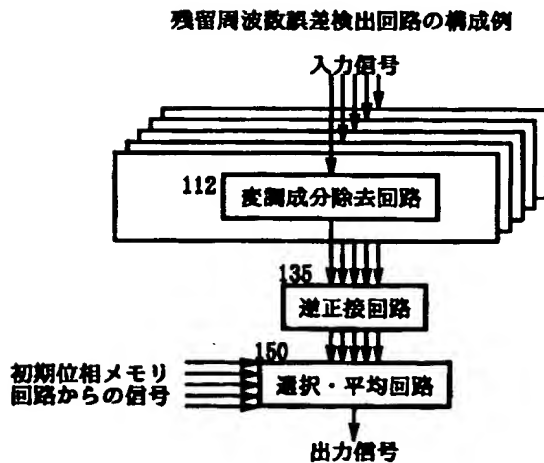 残留周波数誤差検出回路の構成例
入力信号
112
変調成分除去回路
135
逆正接回路
150
初期位相メモリ
回路からの信号
選択・平均回路
出力信号